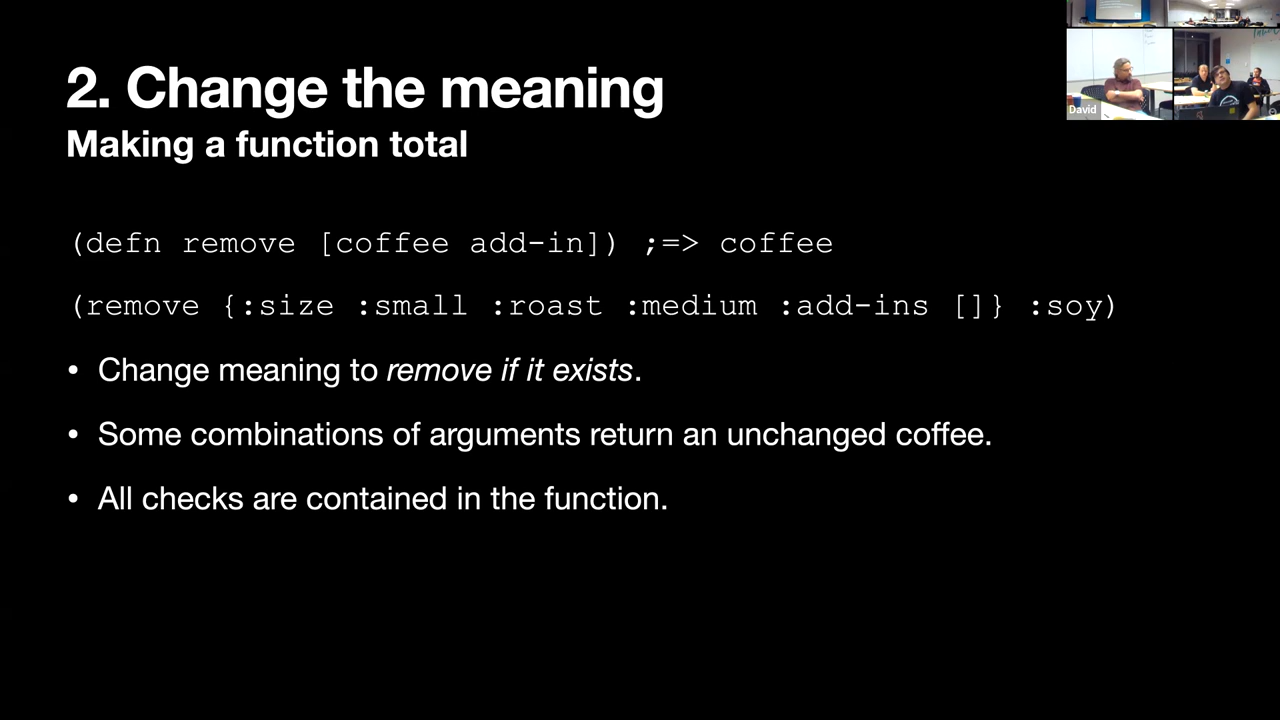 2. Change the meaning
Making a function total
(defn remove [coffee add-in]) ;=> coffee
(remove {:size :small :roast :medium :add-ins []} :soy)
• Change meaning to remove if it exists.
• Some combinations of arguments return an unchanged coffee.
• All checks are contained in the function.
David